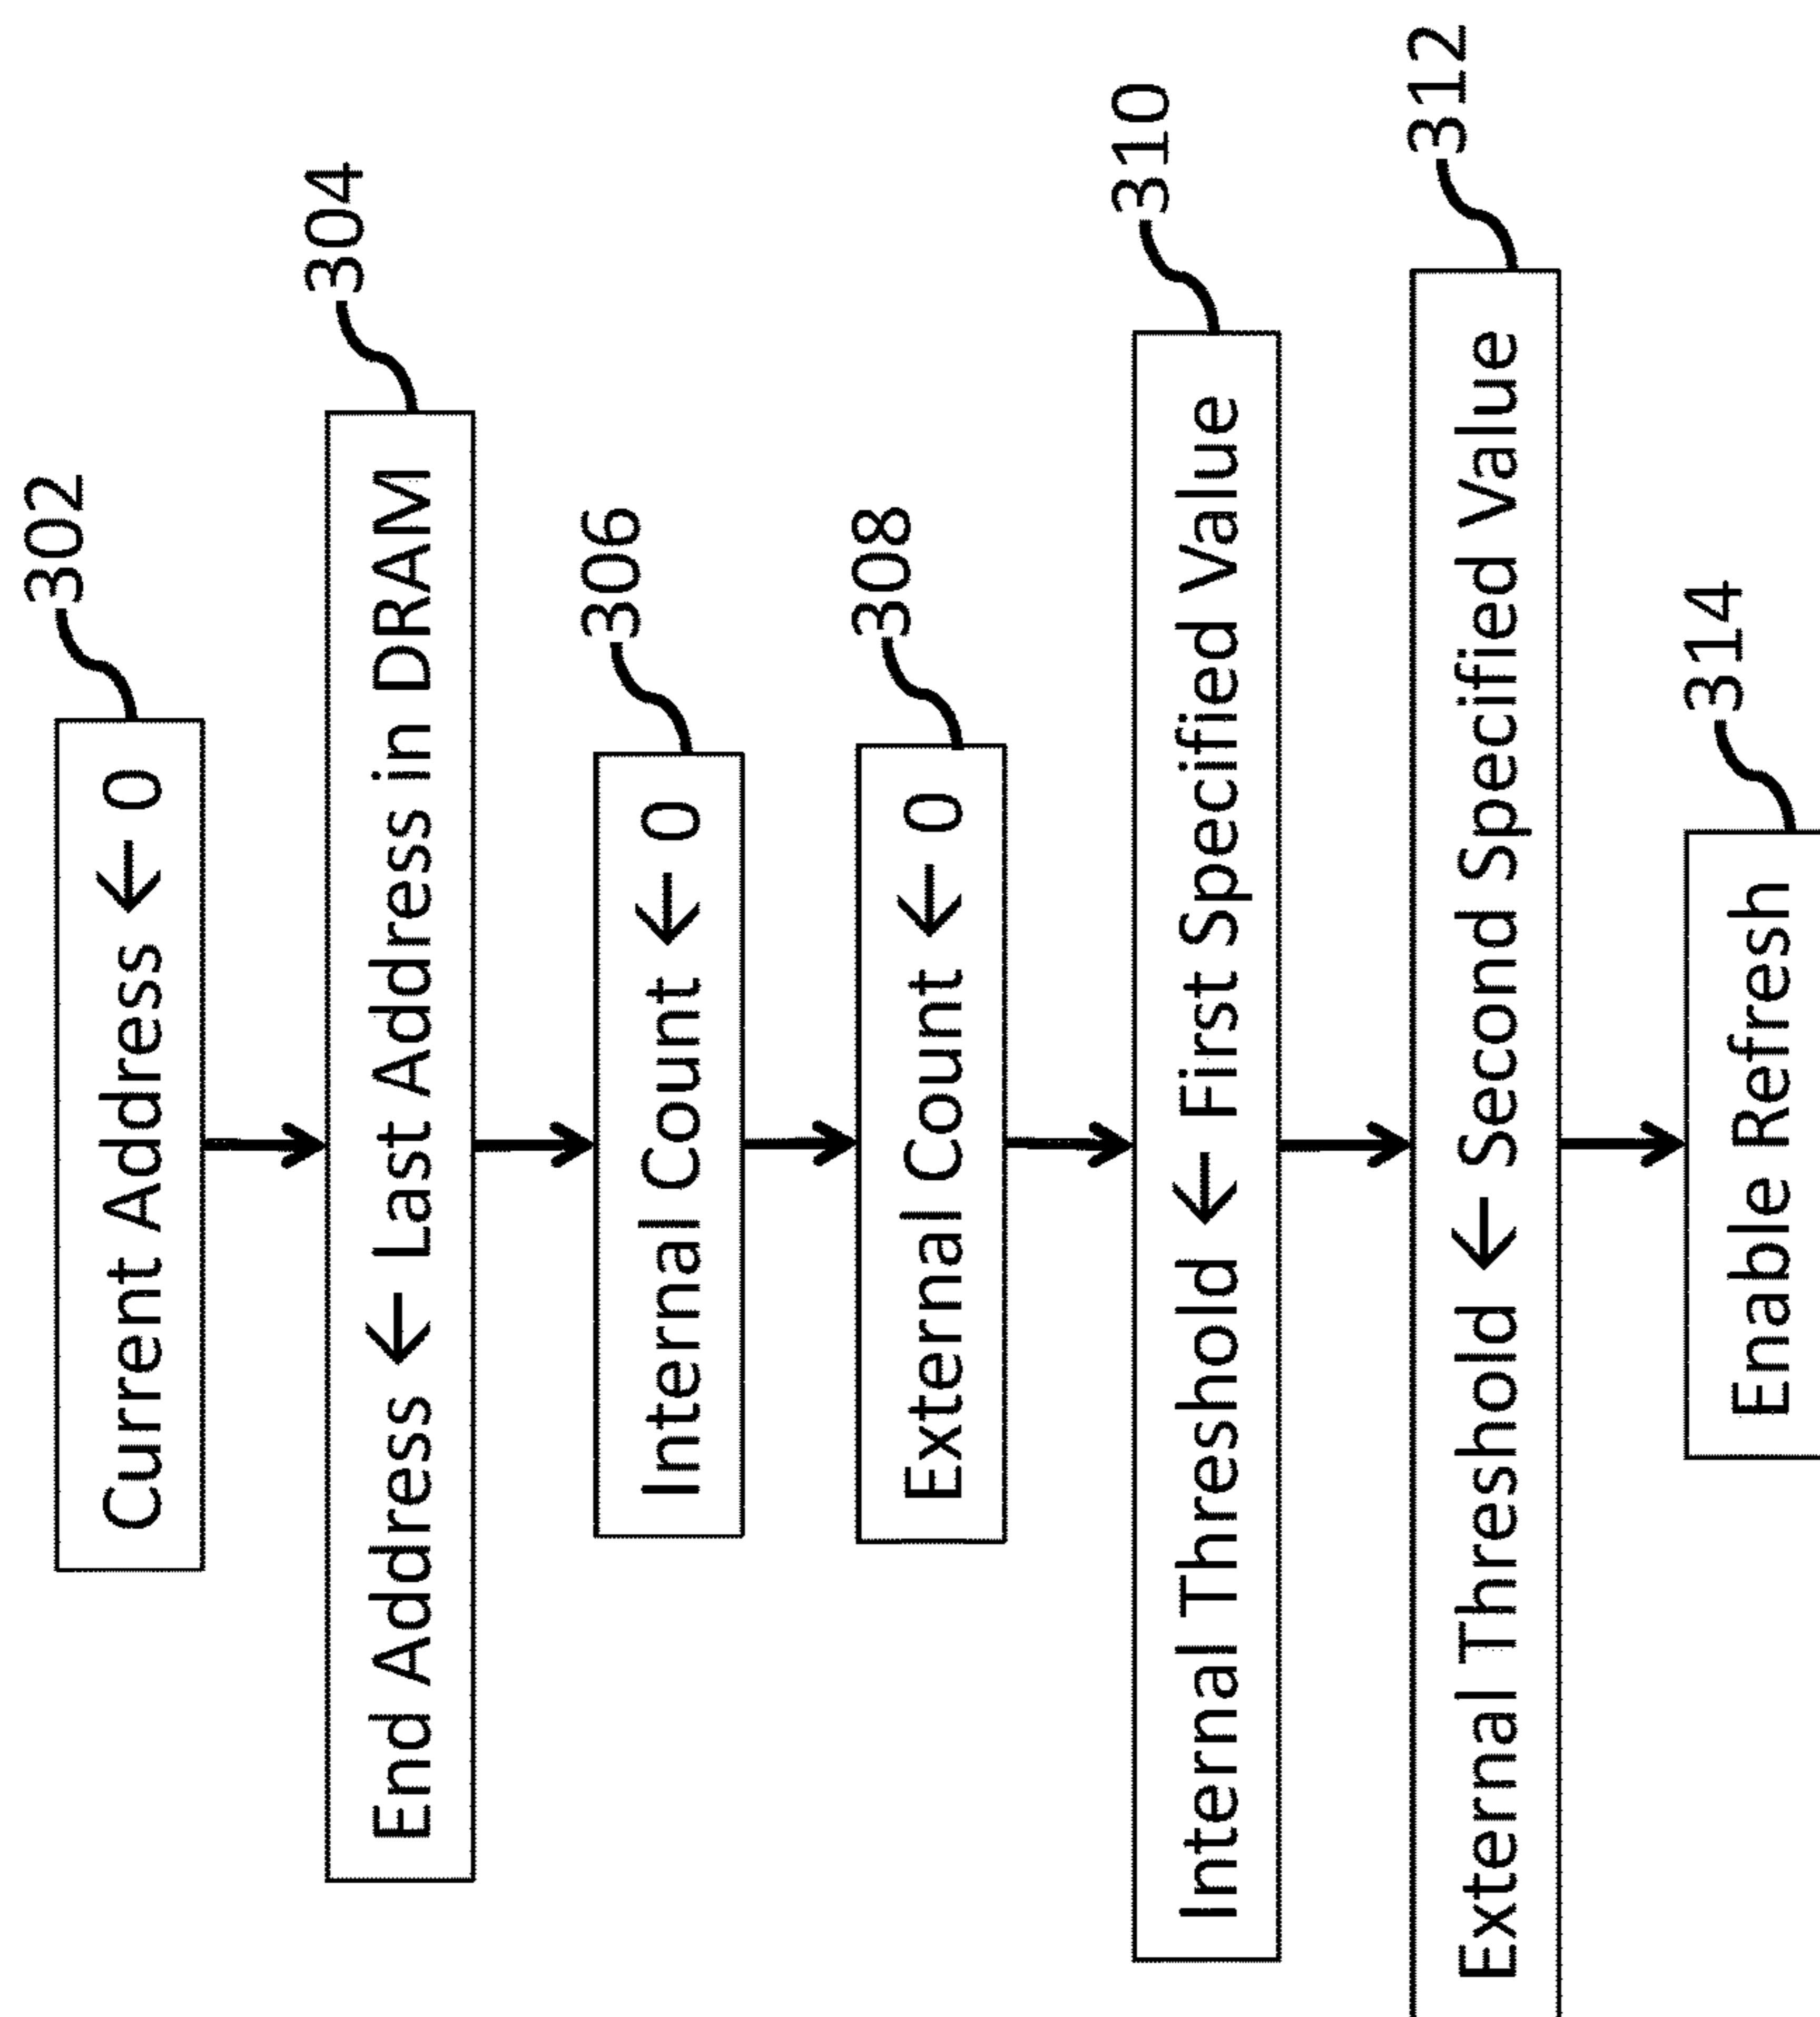 302
Current Address ← 0
304
End Address ← Last Address in DRAM
306
Internal Count ← 0
308
External Count ← 0
310
Internal Threshold ← First Specified Value
312
External Threshold ← Second Specified Value
314
Enable Refresh